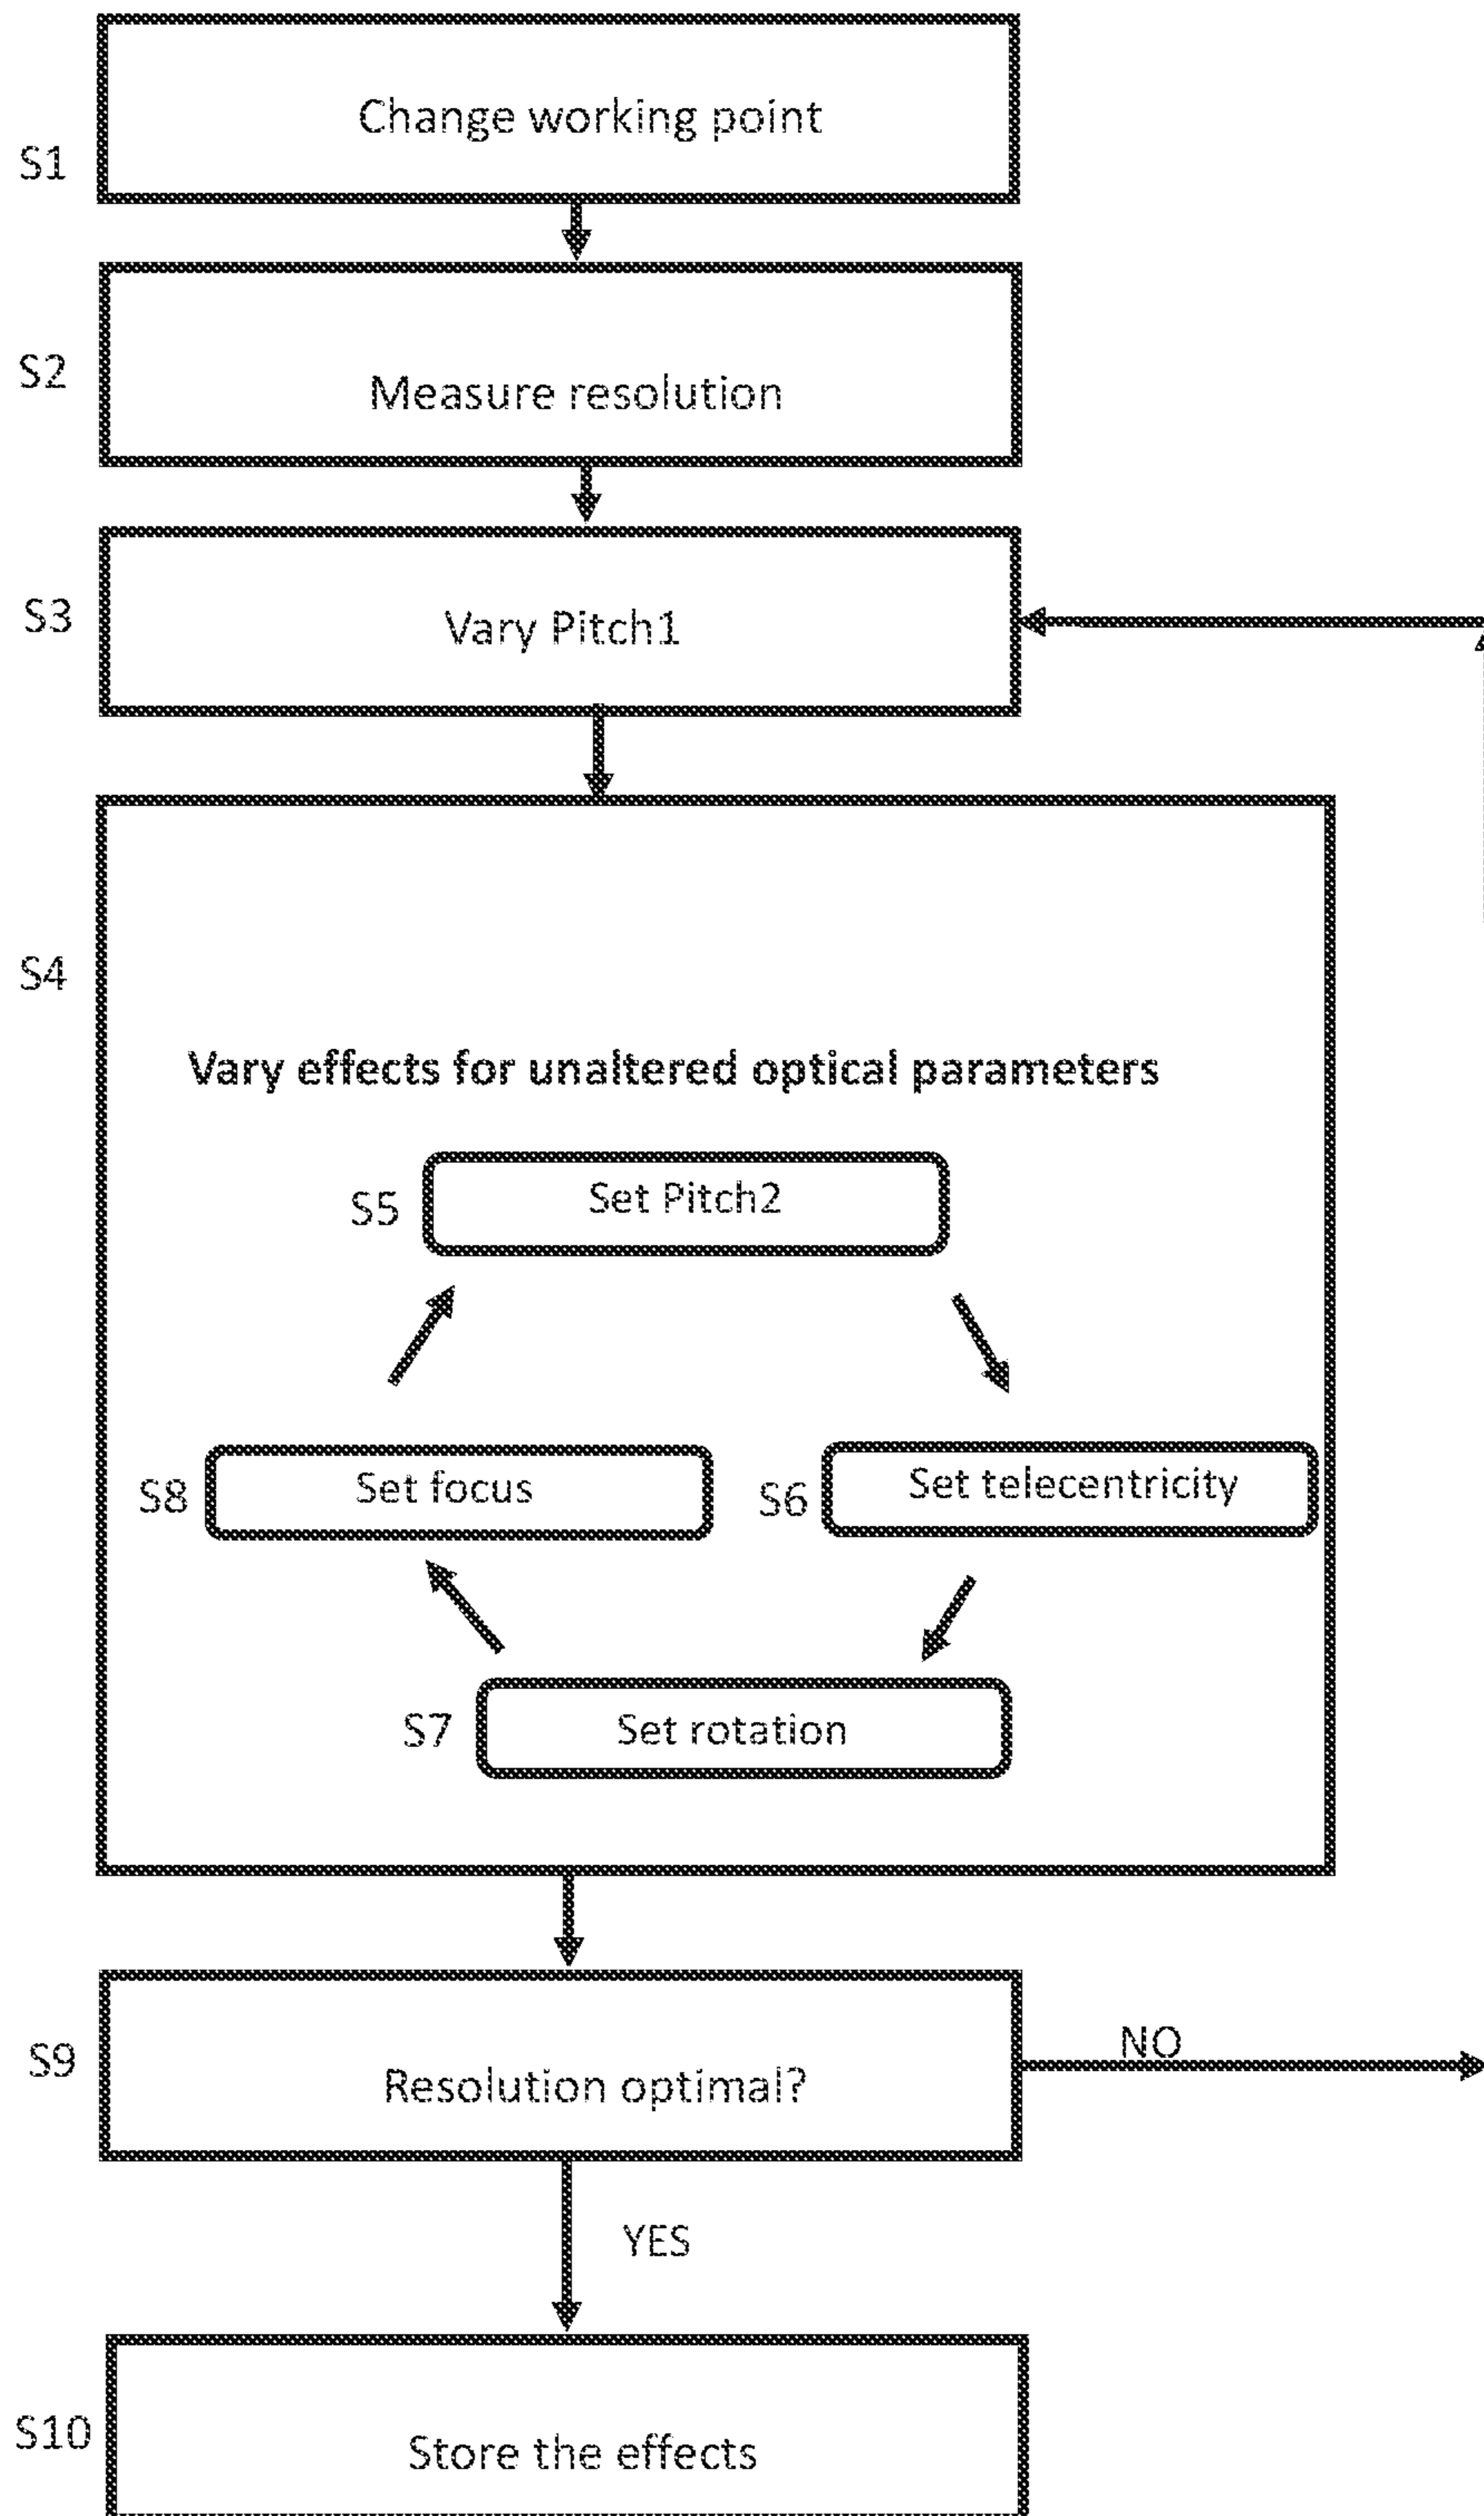 Change working point
S1
S2
Measure resolution
S3
Vary Pitch1
S4
Vary effects for unaltered optical parameters
S5
Set Pitch2
S8
Set focus
S6
Set telecentricity
S7
Set rotation
S9
Resolution optimal?
NO
YES
S10
Store the effects